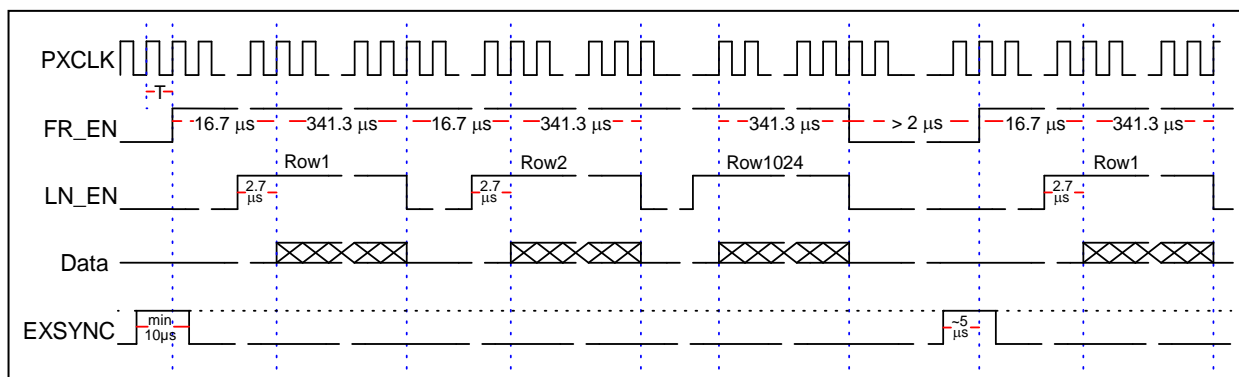 PXCLK
T
FR_EN
16.7 µs
341.3 µs
16.7 µs
341.3 µs
341.3 µs
> 2 µs
16.7 µs
341.3 µs
Row1
Row2
Row1024
Row1
LN_EN
2.7
µs
2.7
µs
2.7
µs
Data
EXSYNC
min
10µs
~5
µs